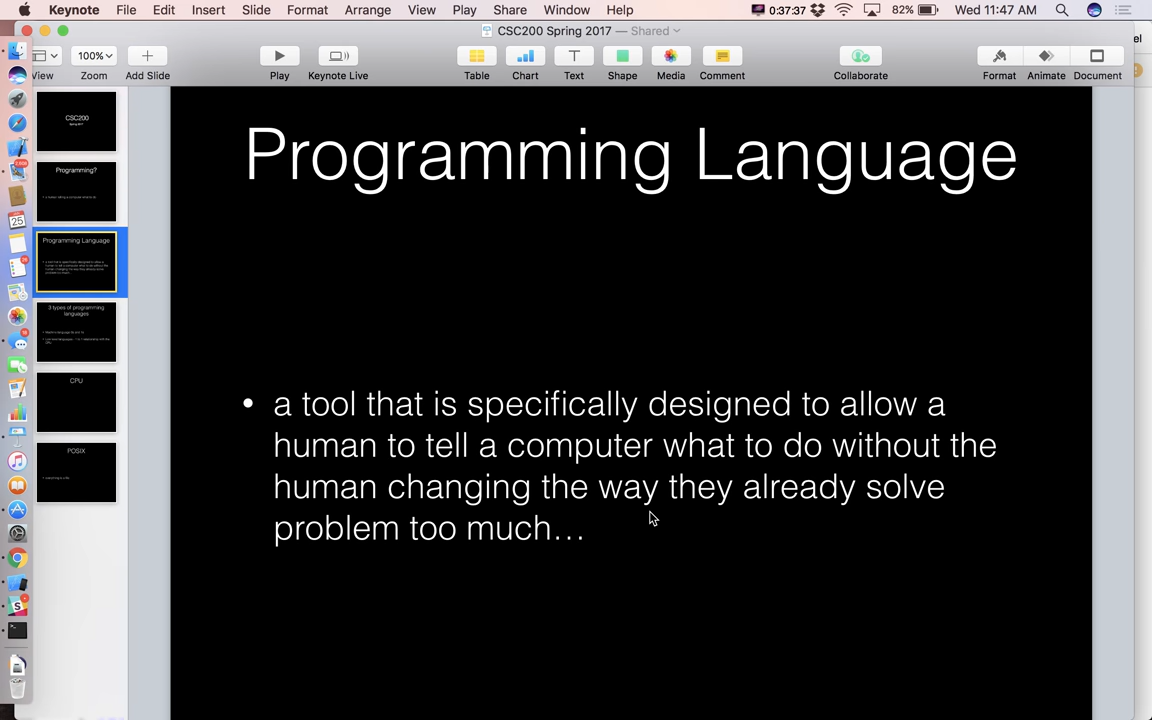 Keynote File Edit Insert Slide Format Arrange View Play Share Window Help 0:37:37 82% Wed 11:47 AM
CSC200 Spring 2017 — Shared
View 100% Zoom Add Slide Play Keynote Live Table Chart Text Shape Media Comment Collaborate Format Animate Document
CSC200
Spring 2017
Programming?
Programming Language
3 types of programming
languages
CPU
POSIX
25
Programming Language
• a tool that is specifically designed to allow a
human to tell a computer what to do without the
human changing the way they already solve
problem too much…